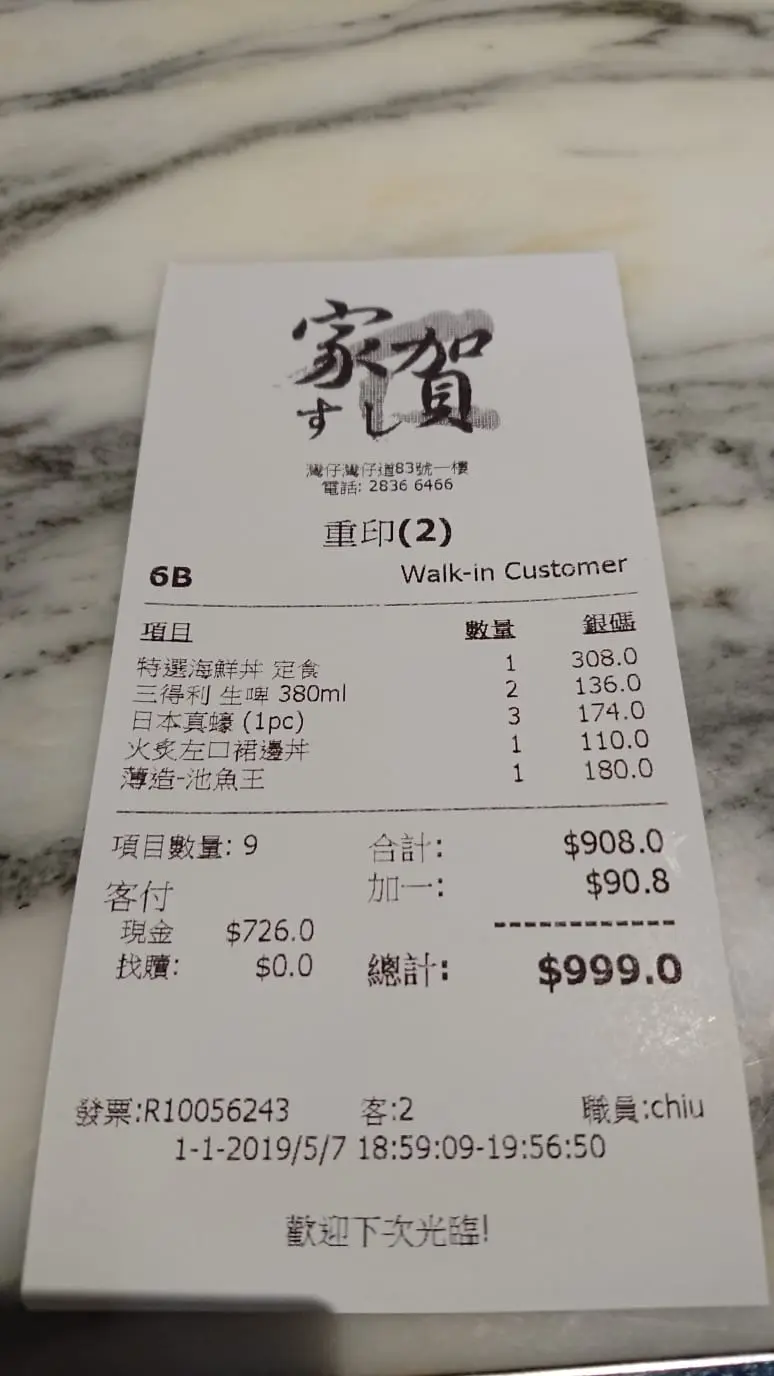 家賀
すし
灣仔灣仔道83號一樓
電話: 2836 6466
重印(2)
6B Walk-in Customer
項目 數量 銀碼
特選海鮮丼 定食 1 308.0
三得利 生啤 380ml 2 136.0
日本真蠔 (1pc) 3 174.0
火炙左口裙邊丼 1 110.0
薄造-池魚王 1 180.0
項目數量: 9 合計: $908.0
客付 加一: $90.8
現金 $726.0 ------------
找贖: $0.0 總計: $999.0
發票:R10056243 客:2 職員:chiu
1-1-2019/5/7 18:59:09-19:56:50
歡迎下次光臨!